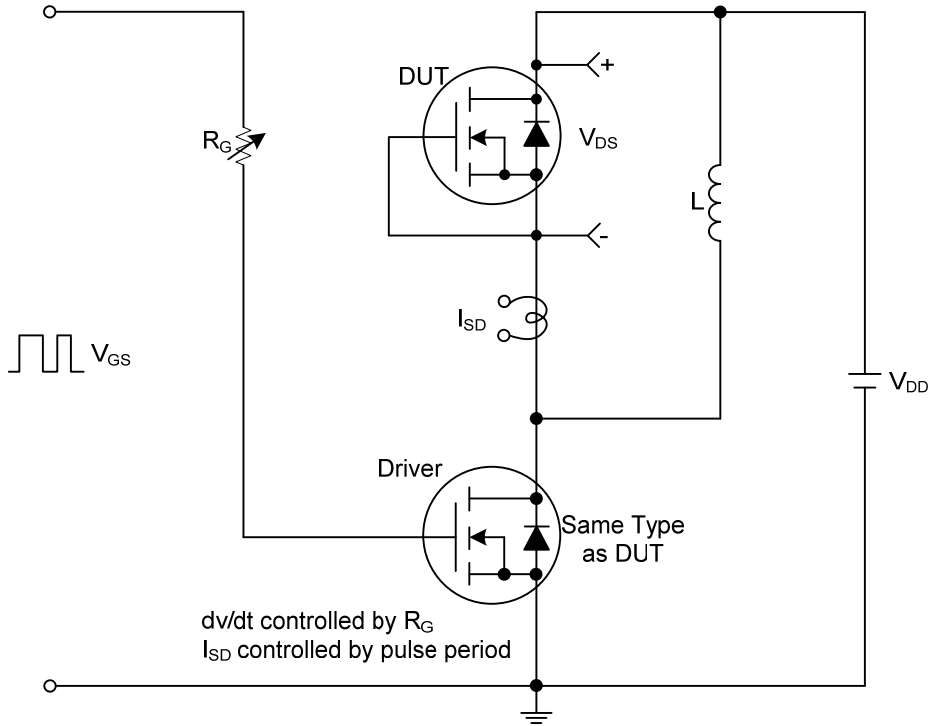 DUT
+
R_G
V_DS
L
-
I_SD
V_GS
V_DD
Driver
Same Type
as DUT
dv/dt controlled by R_G
I_SD controlled by pulse period